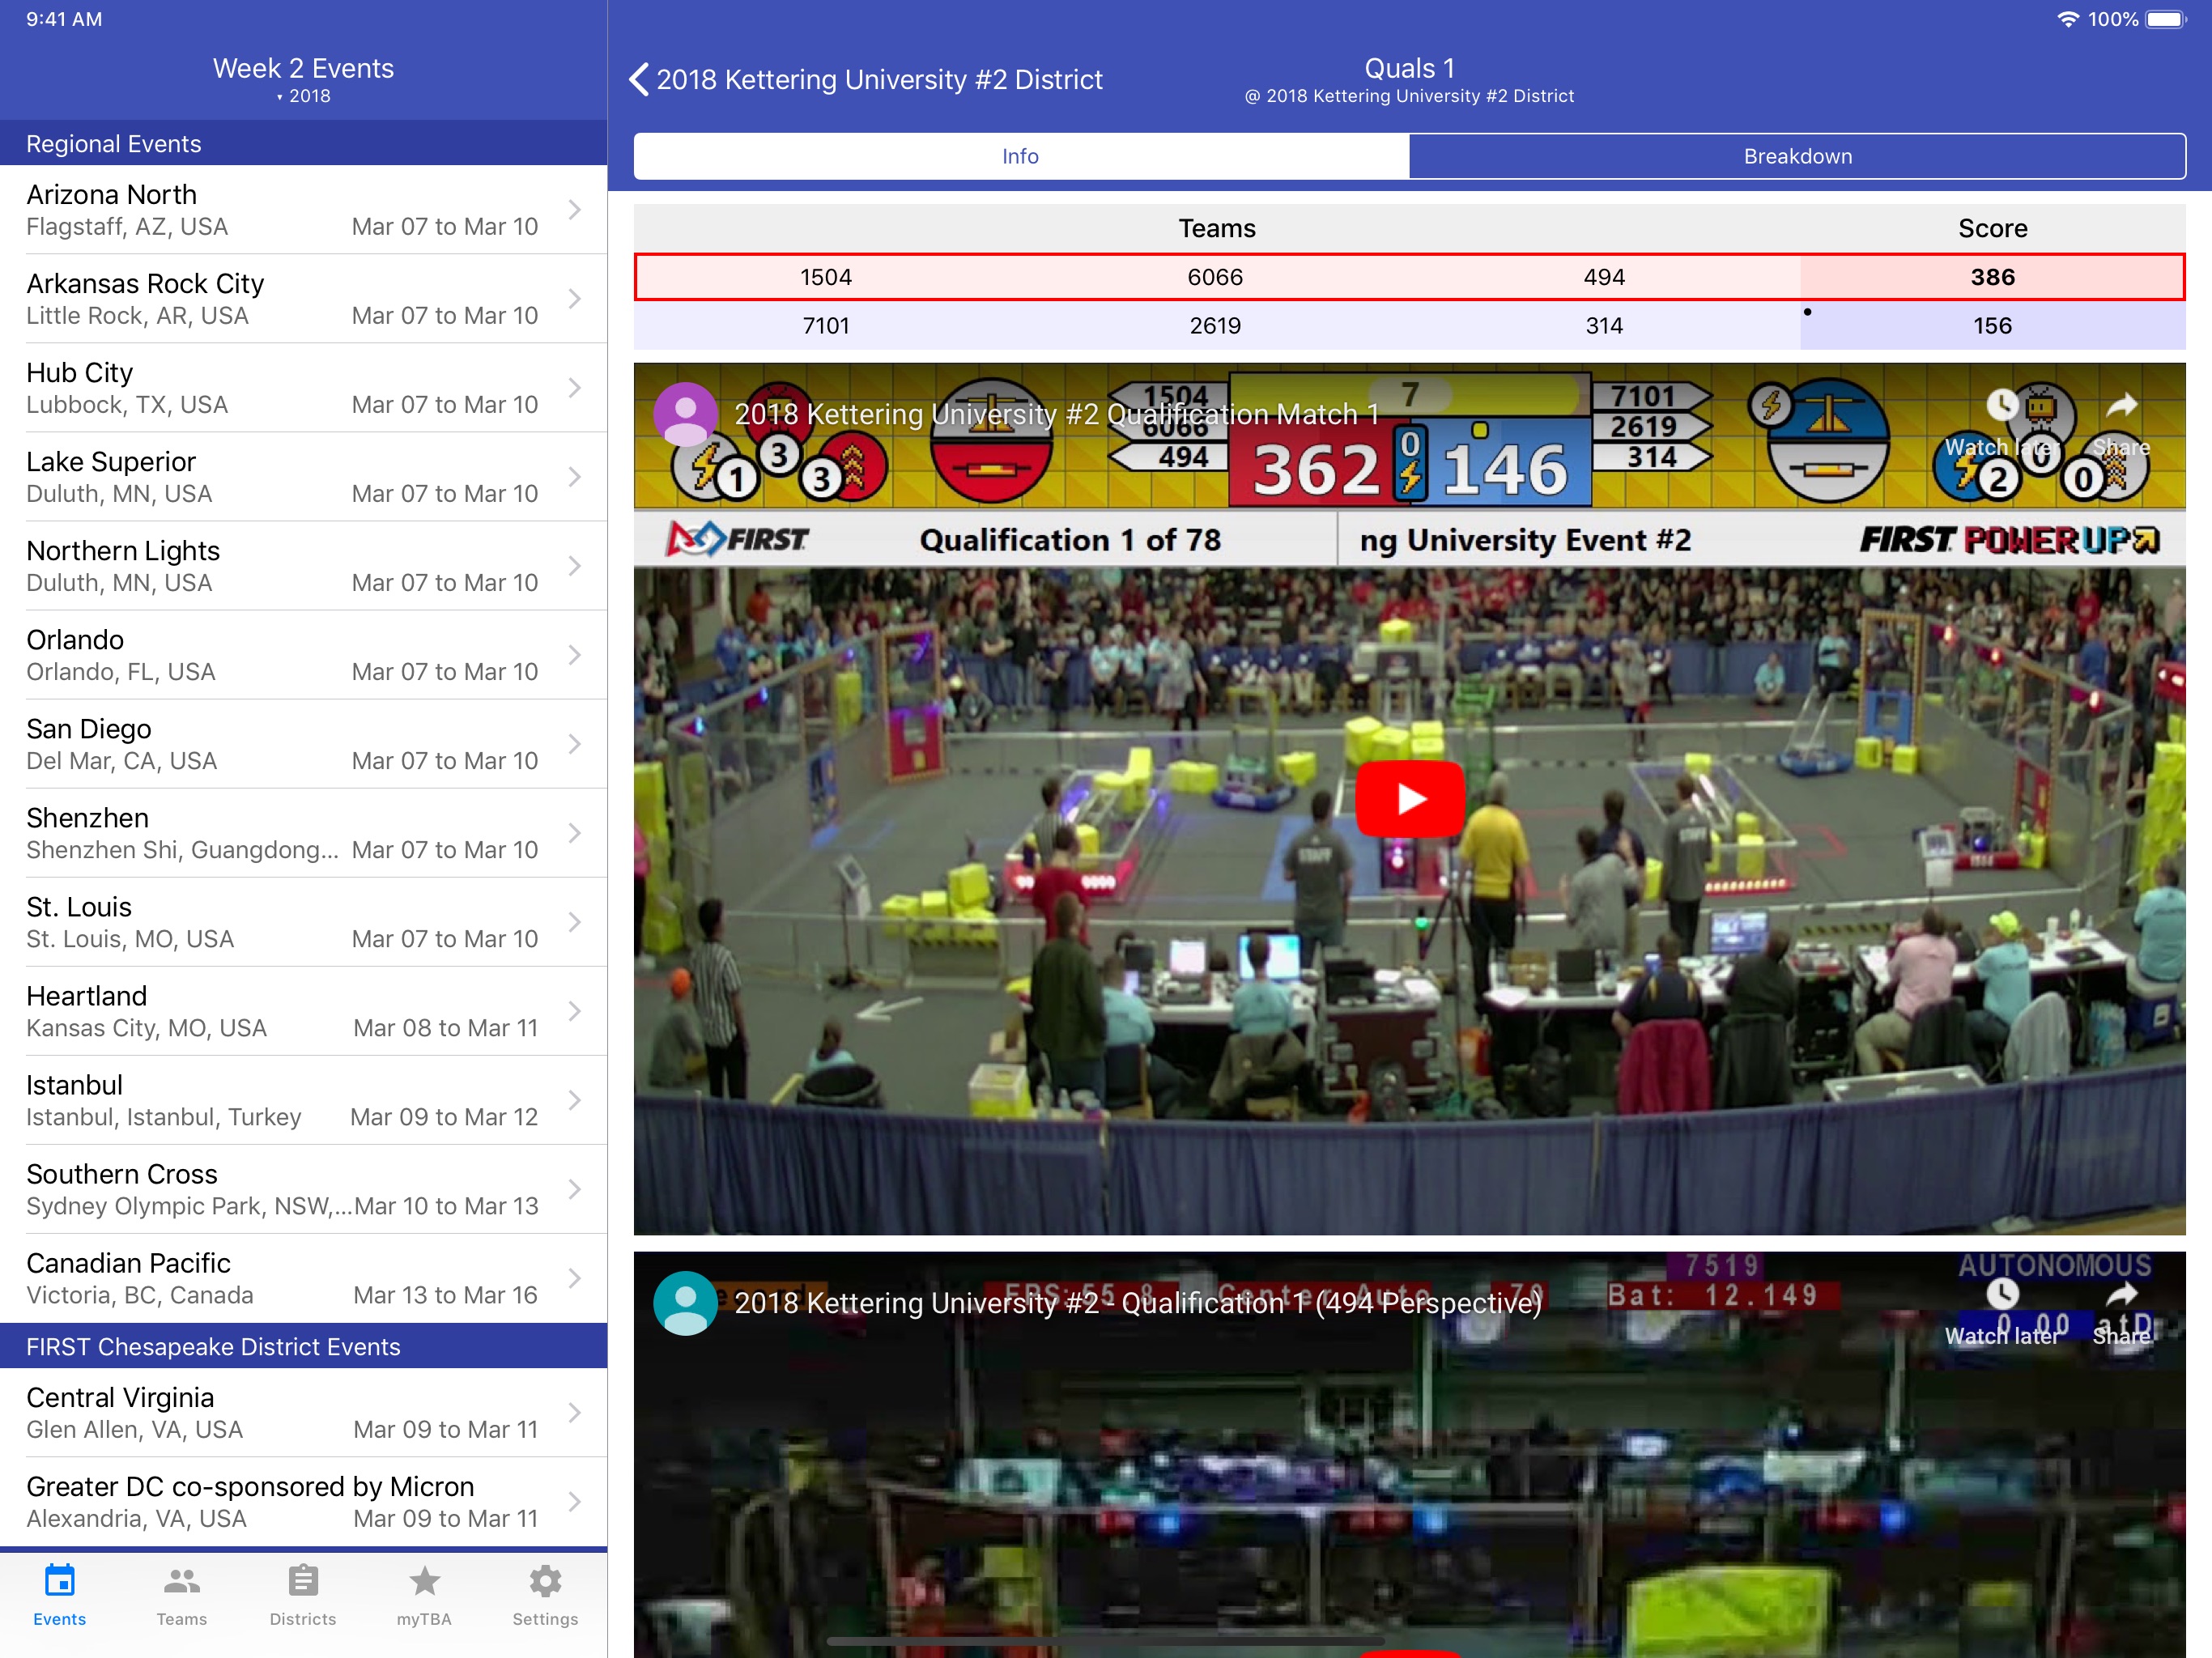 9:41 AM
100%
Week 2 Events
▾ 2018
Regional Events
Arizona North
Flagstaff, AZ, USA Mar 07 to Mar 10
Arkansas Rock City
Little Rock, AR, USA Mar 07 to Mar 10
Hub City
Lubbock, TX, USA Mar 07 to Mar 10
Lake Superior
Duluth, MN, USA Mar 07 to Mar 10
Northern Lights
Duluth, MN, USA Mar 07 to Mar 10
Orlando
Orlando, FL, USA Mar 07 to Mar 10
San Diego
Del Mar, CA, USA Mar 07 to Mar 10
Shenzhen
Shenzhen Shi, Guangdong... Mar 07 to Mar 10
St. Louis
St. Louis, MO, USA Mar 07 to Mar 10
Heartland
Kansas City, MO, USA Mar 08 to Mar 11
Istanbul
Istanbul, Istanbul, Turkey Mar 09 to Mar 12
Southern Cross
Sydney Olympic Park, NSW,... Mar 10 to Mar 13
Canadian Pacific
Victoria, BC, Canada Mar 13 to Mar 16
FIRST Chesapeake District Events
Central Virginia
Glen Allen, VA, USA Mar 09 to Mar 11
Greater DC co-sponsored by Micron
Alexandria, VA, USA Mar 09 to Mar 11
Events Teams Districts myTBA Settings
2018 Kettering University #2 District
Quals 1
@ 2018 Kettering University #2 District
Info Breakdown
Teams Score
1504 6066 494 386
7101 2619 314 156
2018 Kettering University #2 Qualification Match 1
Watch later Share
1504 7 7101
6066 2619
494 362 0 146 314
1 3 3 2 0 0
FIRST Qualification 1 of 78 ng University Event #2 FIRST POWER UP
STAFF
STAFF
1504
FIRST
7519 AUTONOMOUS
2018 Kettering University #2 - Qualification 1 (494 Perspective)
Bat: 12.149
Watch later Share